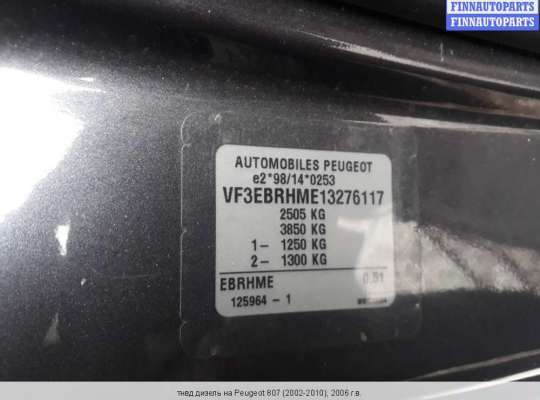 FINNAUTOPARTS
FINNAUTOPARTS
AUTOMOBILES PEUGEOT
e2*98/14*0253
VF3EBRHME13276117
2505 KG
3850 KG
1- 1250 KG
2- 1300 KG
EBRHME 0.51
125964 - 1
тнвд дизель на Peugeot 807 (2002-2010), 2006 г.в.